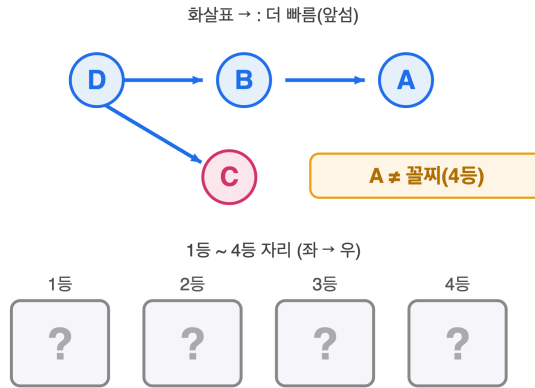 화살표 → : 더 빠름(앞섬)
D B A
C
A ≠ 꼴찌(4등)
1등 ~ 4등 자리 (좌 → 우)
1등 2등 3등 4등
? ? ? ?